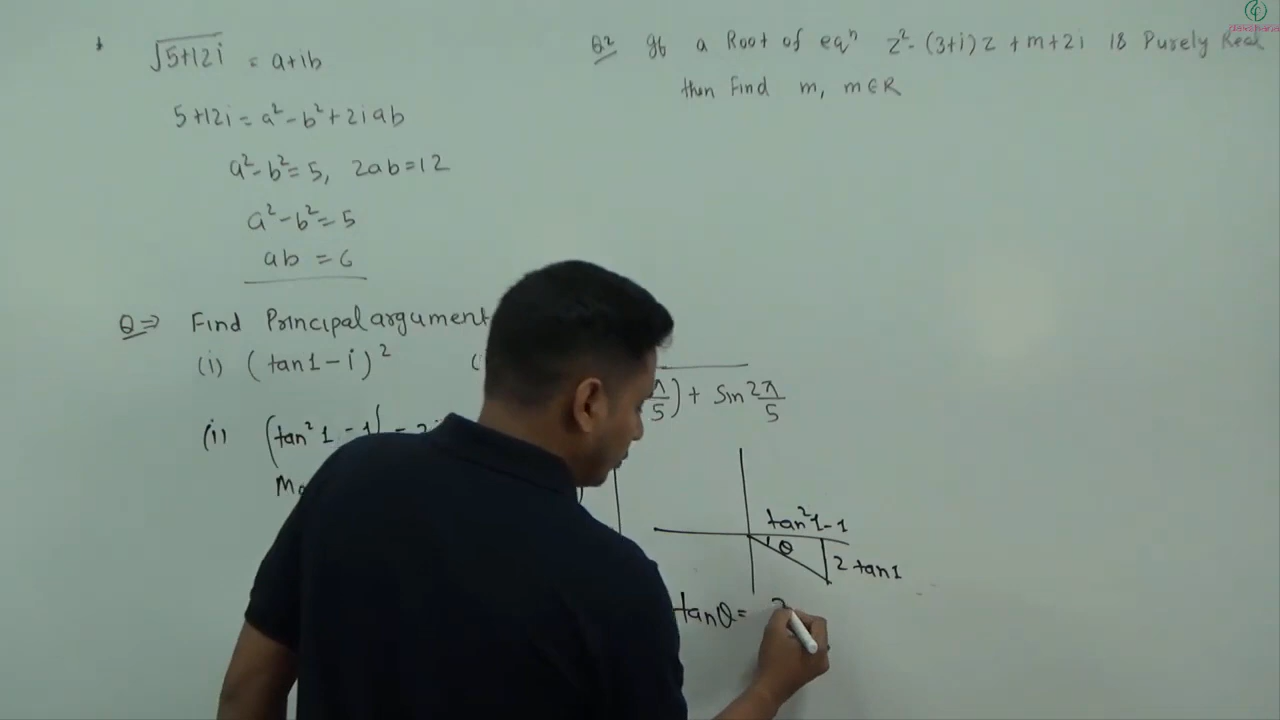 √5+12i = a+ib
5+12i = a² - b² + 2iab
a² - b² = 5, 2ab = 12
a² - b² = 5
ab = 6
Q⇒ Find Principal argument
(i) (tan1 - i)²
π/5) + Sin 2π/5
(i) (tan²1 - 1) - 2
Q2 If a Root of eqⁿ z² - (3+i)z + m + 2i is Purely Real
then Find m, m∈R
tan²1 - 1
θ
2 tan1
tanθ = 2